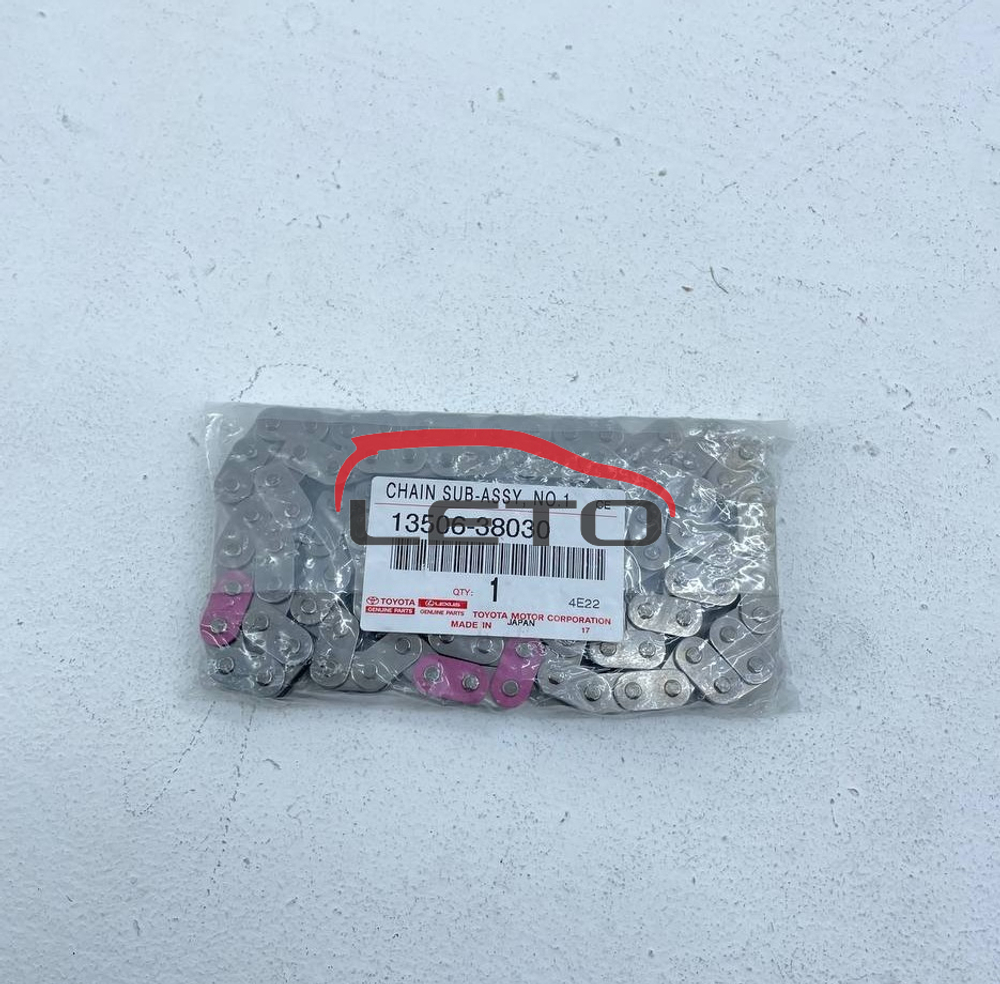 CHAIN SUB-ASSY, NO.1
CE
13506-38030
LETO
QTY: 1
4E22
TOYOTA LEXUS
GENUINE PARTS GENUINE PARTS
TOYOTA MOTOR CORPORATION
MADE IN JAPAN
17